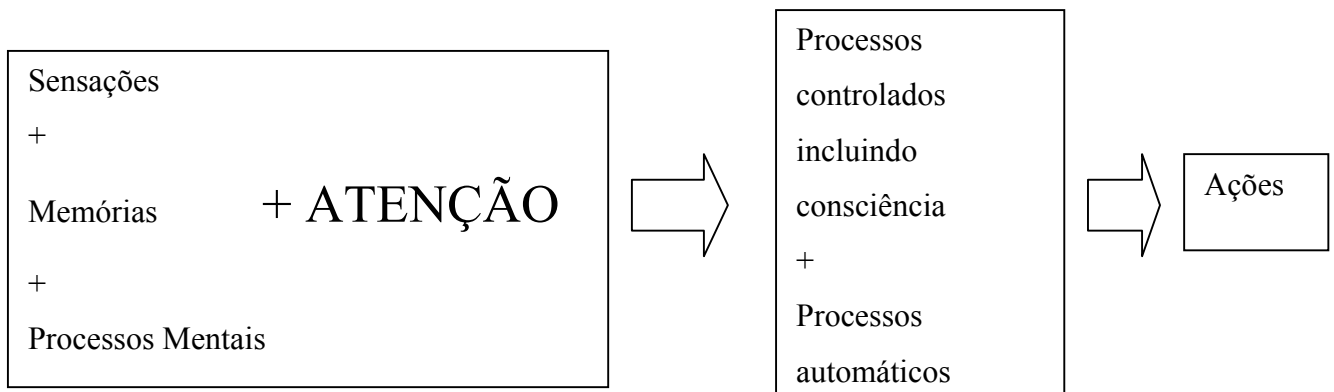 Sensações
+
Memórias
+ ATENÇÃO
+
Processos Mentais
Processos
controlados
incluindo
consciência
+
Processos
automáticos
Ações